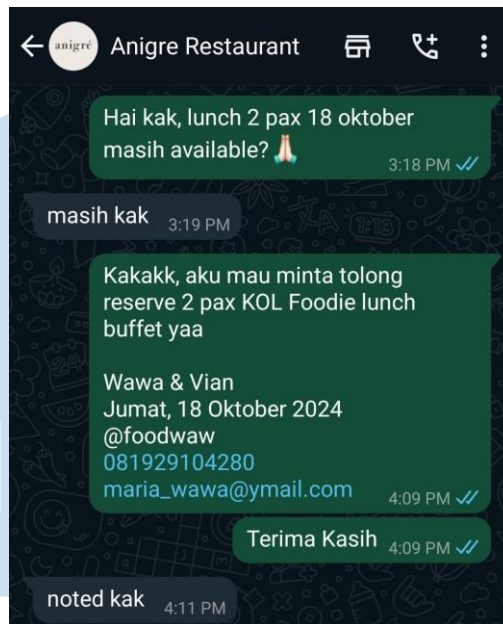 anigré
Anigre Restaurant
Hai kak, lunch 2 pax 18 oktober
masih available? 🙏🏻
3:18 PM
masih kak
3:19 PM
Kakakk, aku mau minta tolong
reserve 2 pax KOL Foodie lunch
buffet yaa
Wawa & Vian
Jumat, 18 Oktober 2024
@foodwaw
081929104280
maria_wawa@ymail.com
4:09 PM
Terima Kasih
4:09 PM
noted kak
4:11 PM